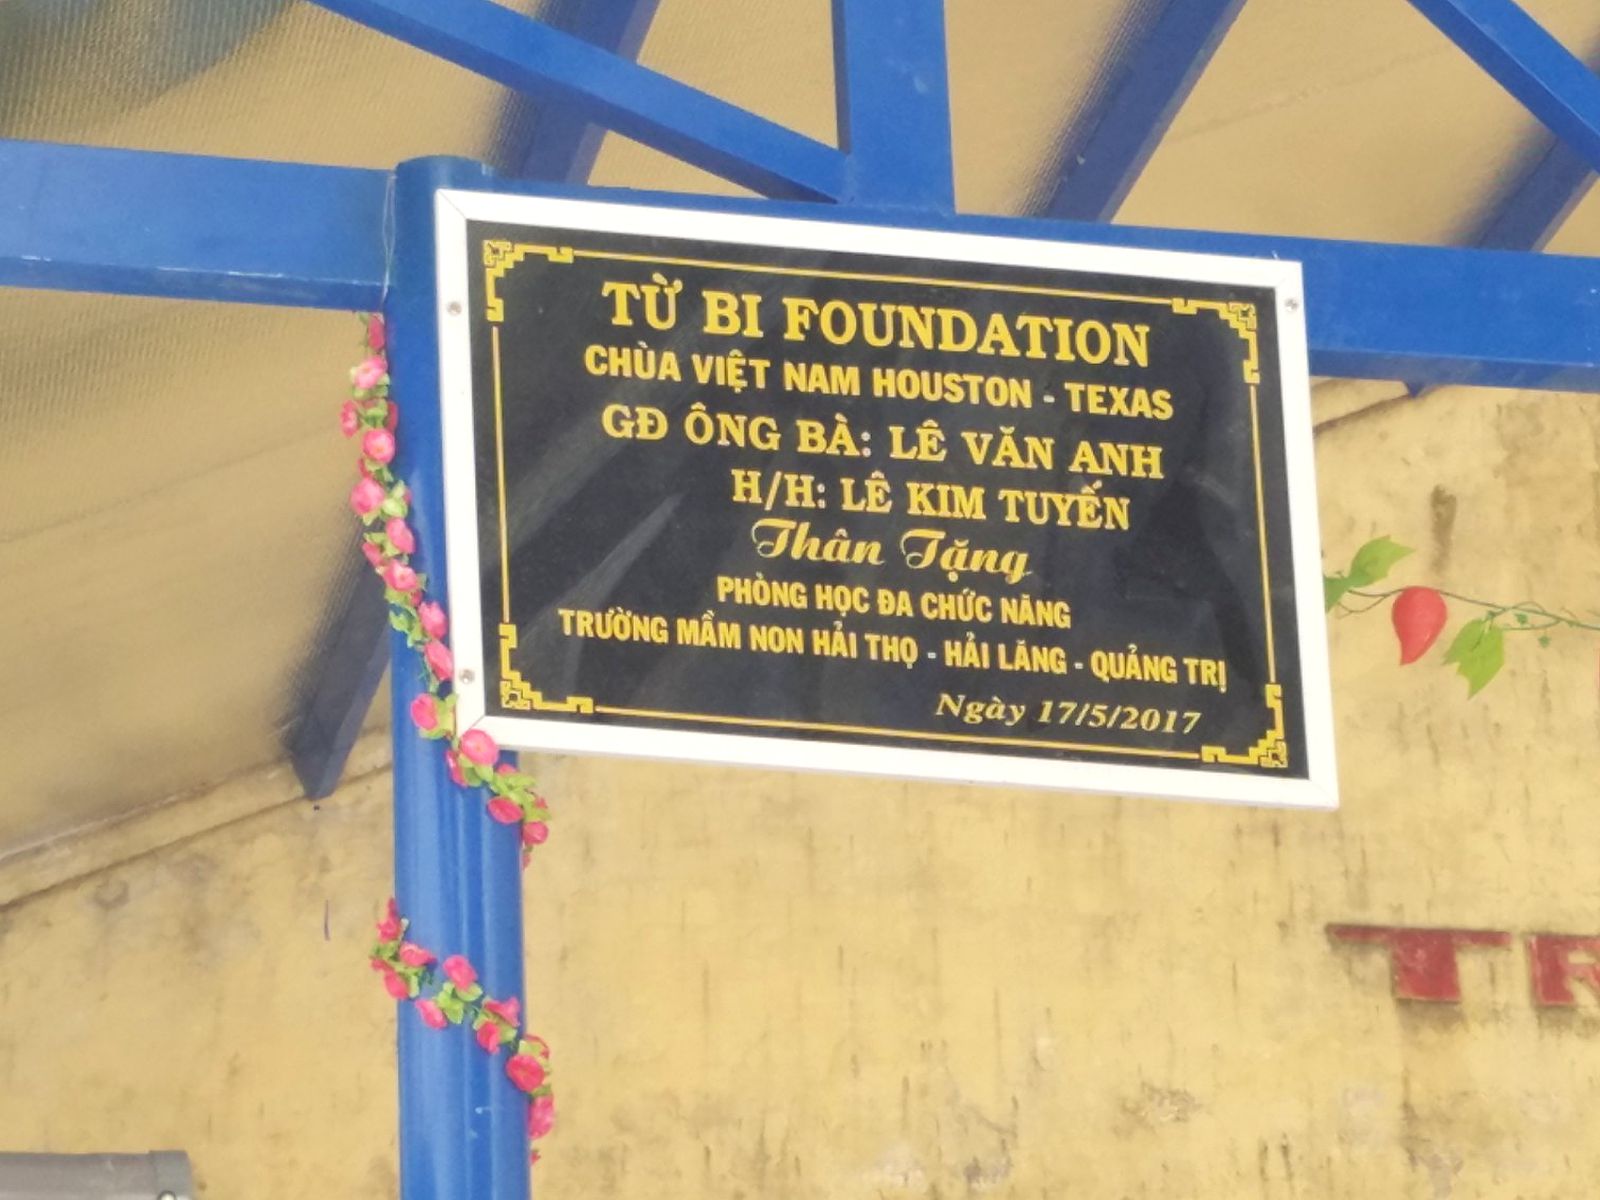 TỪ BI FOUNDATION
CHÙA VIỆT NAM HOUSTON - TEXAS
GĐ ÔNG BÀ: LÊ VĂN ANH
H/H: LÊ KIM TUYẾN
Thân Tặng
PHÒNG HỌC ĐA CHỨC NĂNG
TRƯỜNG MẦM NON HẢI THỌ - HẢI LĂNG - QUẢNG TRỊ
Ngày 17/5/2017
TR